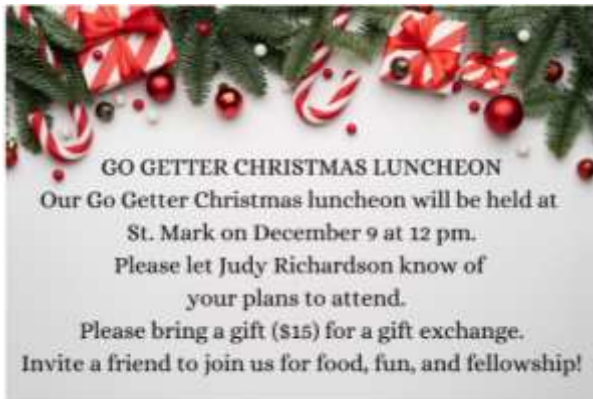 GO GETTER CHRISTMAS LUNCHEON
Our Go Getter Christmas luncheon will be held at
St. Mark on December 9 at 12 pm.
Please let Judy Richardson know of
your plans to attend.
Please bring a gift ($15) for a gift exchange.
Invite a friend to join us for food, fun, and fellowship!